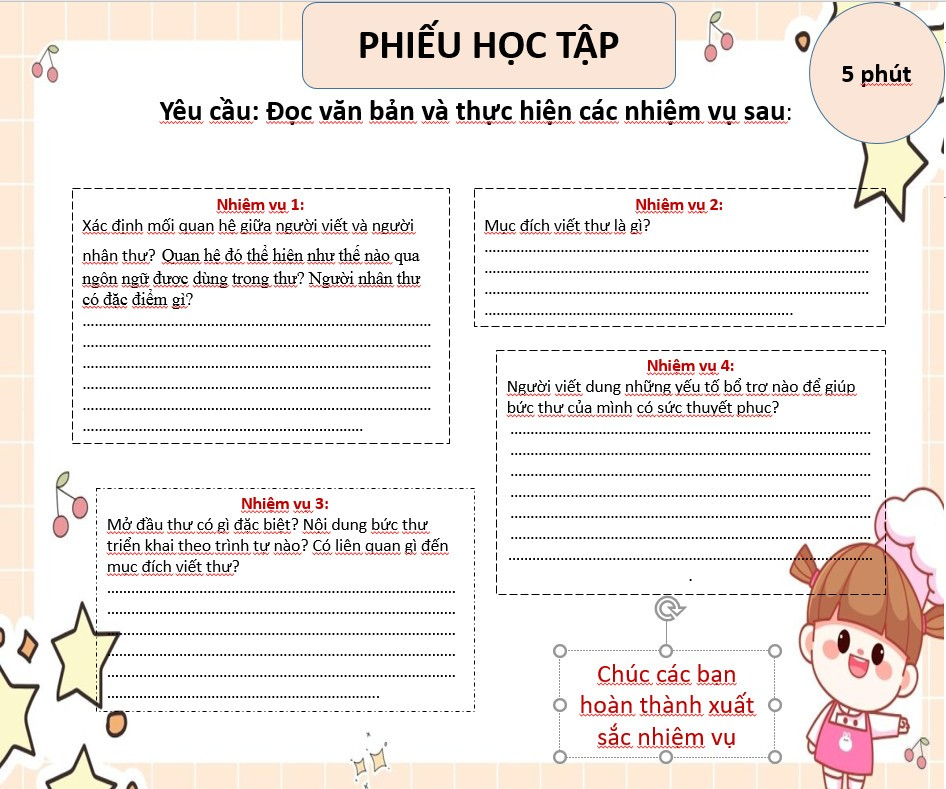 PHIẾU HỌC TẬP
5 phút
Yêu cầu: Đọc văn bản và thực hiện các nhiệm vụ sau:
Nhiệm vụ 1:
Xác định mối quan hệ giữa người viết và người
nhận thư? Quan hệ đó thể hiện như thế nào qua
ngôn ngữ được dùng trong thư? Người nhận thư
có đặc điểm gì?
Nhiệm vụ 2:
Mục đích viết thư là gì?
Nhiệm vụ 3:
Mở đầu thư có gì đặc biệt? Nội dung bức thư
triển khai theo trình tự nào? Có liên quan gì đến
mục đích viết thư?
Nhiệm vụ 4:
Người viết dung những yếu tố bổ trợ nào để giúp
bức thư của mình có sức thuyết phục?
Chúc các bạn
hoàn thành xuất
sắc nhiệm vụ